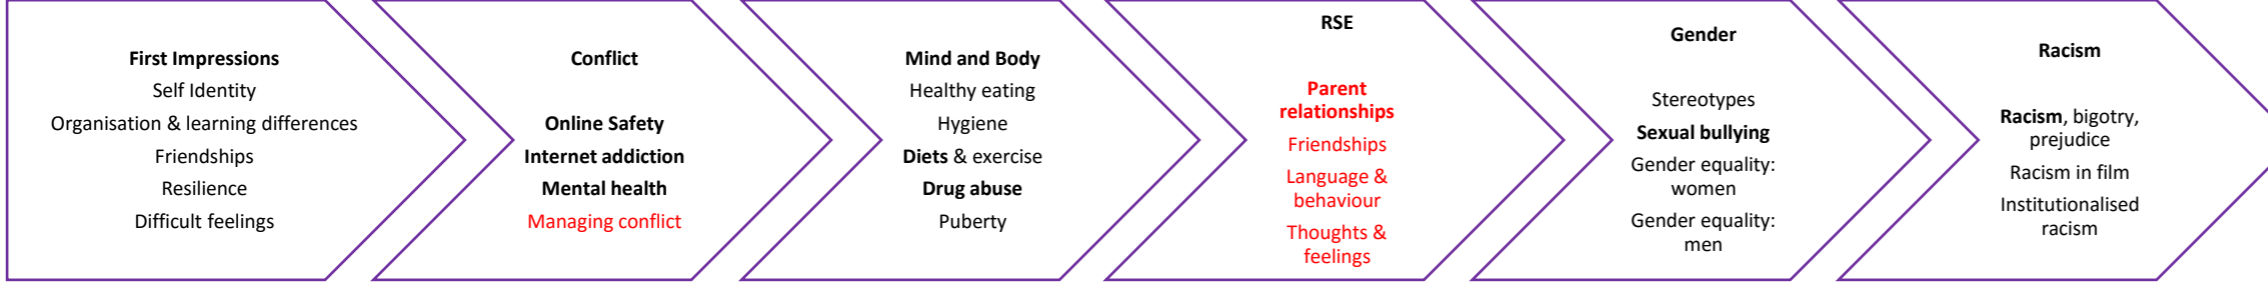 First Impressions
Self Identity
Organisation & learning differences
Friendships
Resilience
Difficult feelings
Conflict
Online Safety
Internet addiction
Mental health
Managing conflict
Mind and Body
Healthy eating
Hygiene
Diets & exercise
Drug abuse
Puberty
RSE
Parent
relationships
Friendships
Language &
behaviour
Thoughts &
feelings
Gender
Stereotypes
Sexual bullying
Gender equality:
women
Gender equality:
men
Racism
Racism, bigotry,
prejudice
Racism in film
Institutionalised
racism